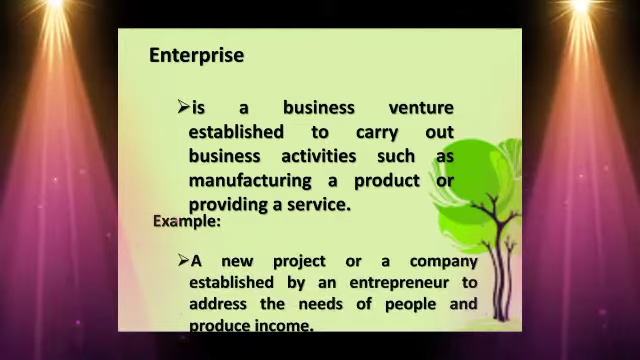 Enterprise
➢is a business venture
established to carry out
business activities such as
manufacturing a product or
providing a service.
Example:
➢A new project or a company
established by an entrepreneur to
address the needs of people and
produce income.